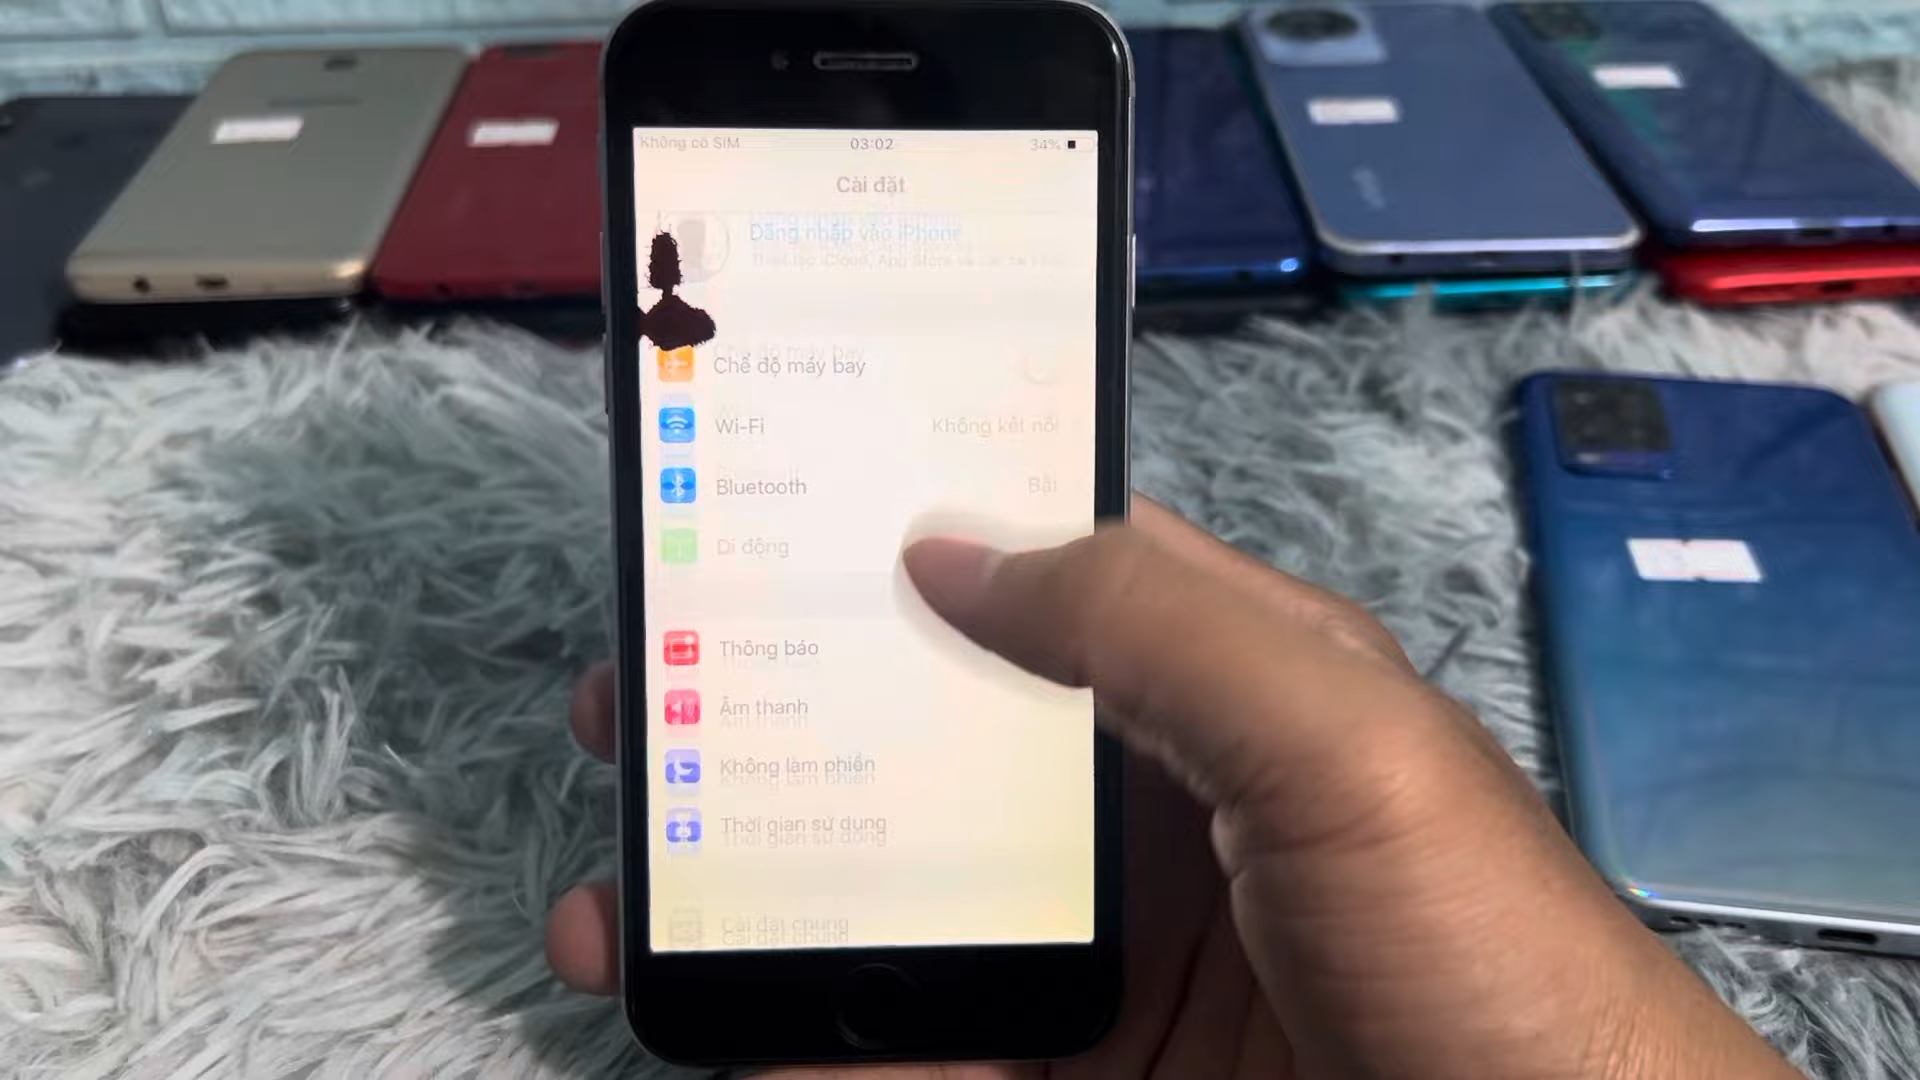 Không có SIM 03:02 34%
Cài đặt
Đăng nhập vào iPhone
Chế độ máy bay
Wi-Fi Không kết nối
Bluetooth Bật
Di động
Thông báo
Âm thanh
Không làm phiền
Thời gian sử dụng
Cài đặt chung